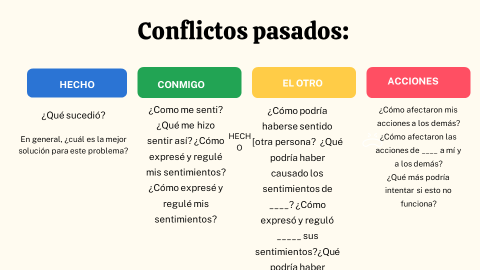 Conflictos pasados:
HECHO
¿Qué sucedió?
En general, ¿cuál es la mejor
solución para este problema?
CONMIGO
¿Como me senti?
¿Qué me hizo
sentir así? ¿Cómo
expresé y regulé
mis sentimientos?
¿Cómo expresé y
regulé mis
sentimientos?
HECH
O
EL OTRO
¿Cómo podría
haberse sentido
[otra persona? ¿Qué
podría haber
causado los
sentimientos de
____? ¿Cómo
expresó y reguló
_____ sus
sentimientos?¿Qué
podría haber
ACCIONES
¿Cómo afectaron mis
acciones a los demás?
¿Cómo afectaron las
acciones de ____ a mí y
a los demás?
¿Qué más podría
intentar si esto no
funciona?